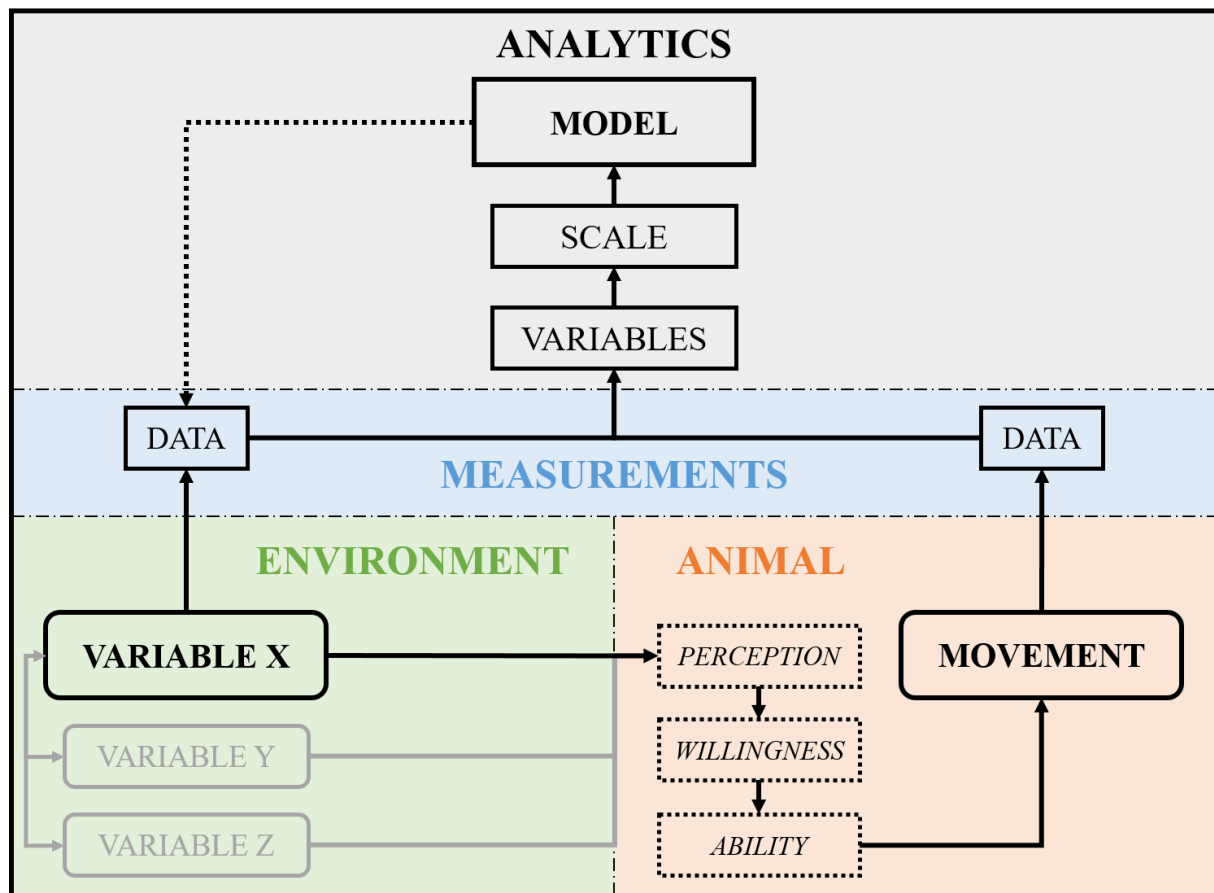 ANALYTICS
MODEL
SCALE
VARIABLES
DATA
DATA
MEASUREMENTS
ENVIRONMENT
ANIMAL
VARIABLE X
PERCEPTION
MOVEMENT
VARIABLE Y
WILLINGNESS
VARIABLE Z
ABILITY